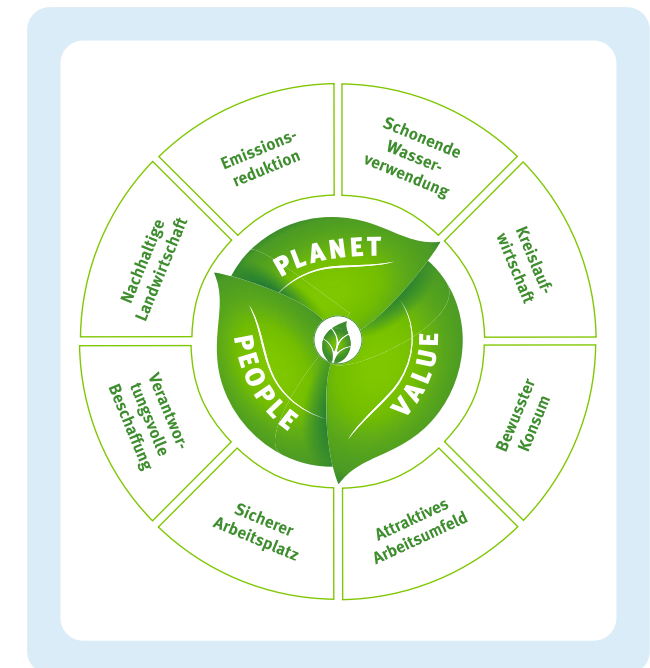 Emissions-
reduktion
Schonende
Wasser-
verwendung
Kreislauf-
wirtschaft
Bewusster
Konsum
Attraktives
Arbeitsumfeld
Sicherer
Arbeitsplatz
Verantwor-
tungsvolle
Beschaffung
Nachhaltige
Landwirtschaft
PLANET
VALUE
PEOPLE